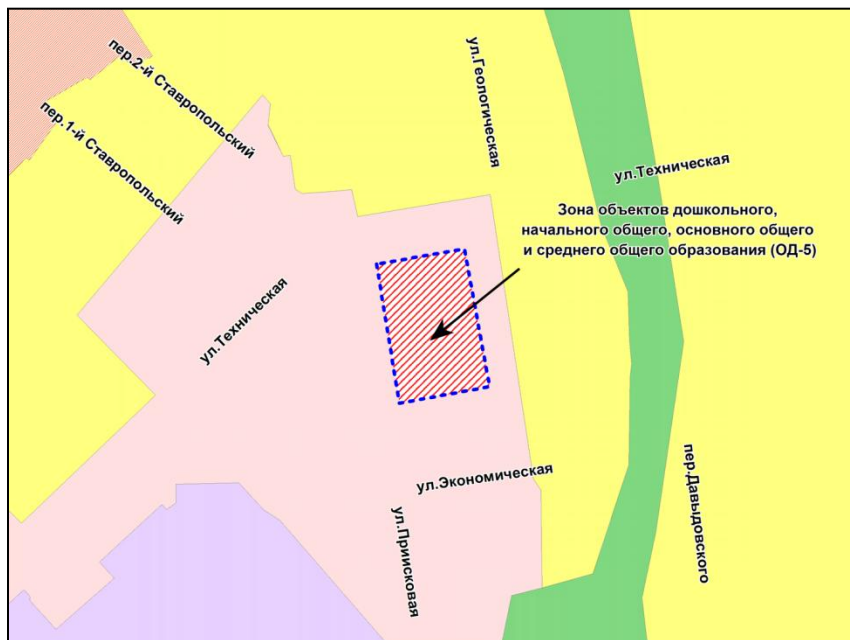 пер.2-й Ставропольский
пер.1-й Ставропольский
ул.Геологическая
ул.Техническая
Зона объектов дошкольного,
начального общего, основного общего
и среднего общего образования (ОД-5)
ул.Техническая
ул.Экономическая
ул.Приисковая
пер.Давыдовского